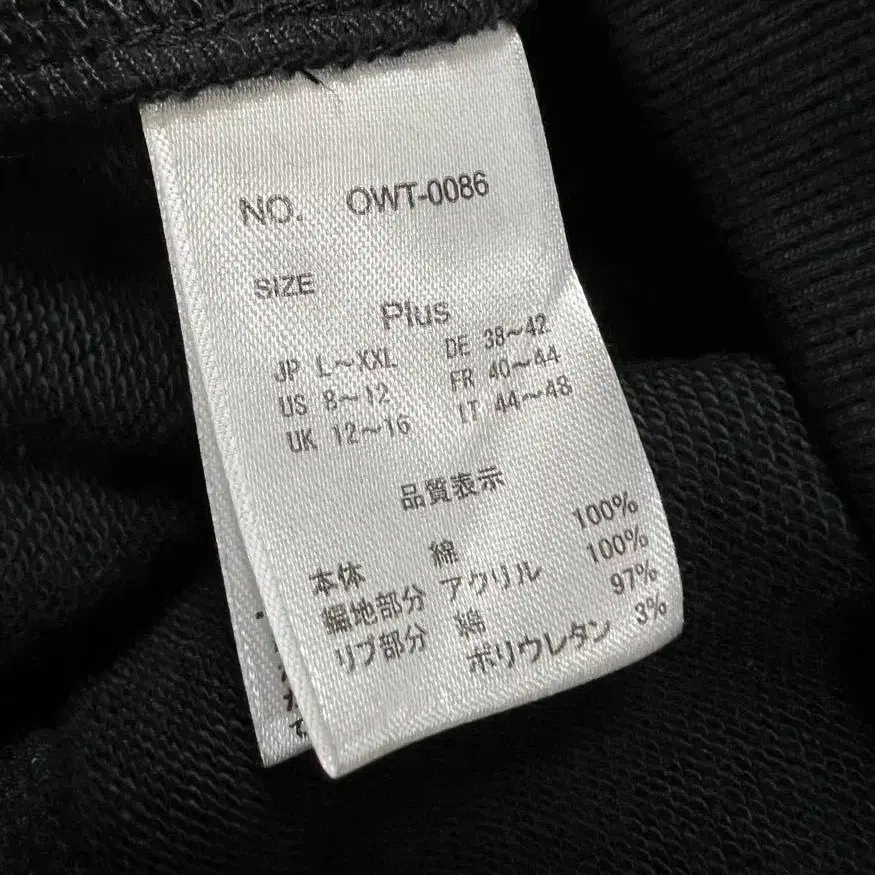 NO. OWT-0086
SIZE
Plus
JP L~XXL DE 38~42
US 8~12 FR 40~44
UK 12~16 IT 44~48
品質表示
本体 綿 100%
編地部分 アクリル 100%
リブ部分 綿 97%
ポリウレタン 3%